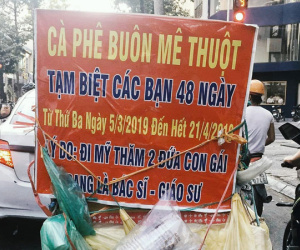 CÀ PHÊ BUÔN MÊ THUỘT
TẠM BIỆT CÁC BẠN 48 NGÀY
Từ Thứ Ba Ngày 5/3/2019 Đến Hết 21/4/2019
LÝ DO: ĐI MỸ THĂM 2 ĐỨA CON GÁI
ĐANG LÀ BÁC SĨ - GIÁO SƯ